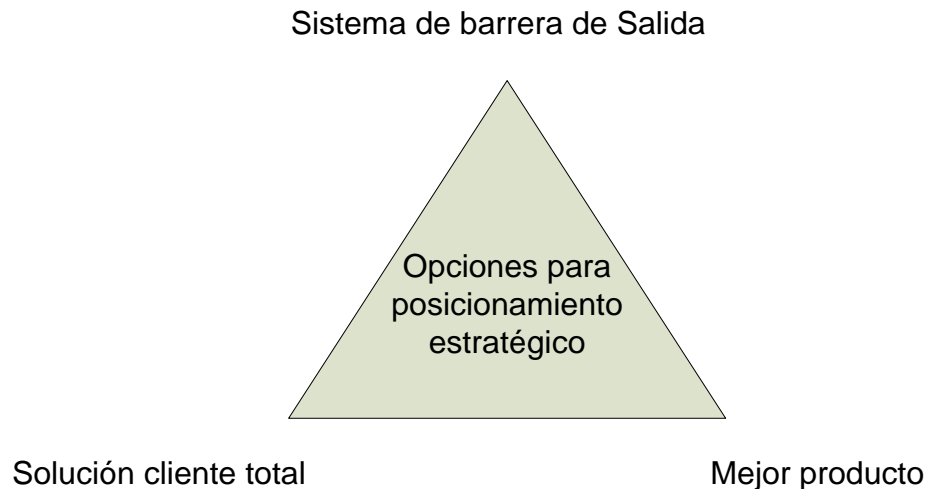 Sistema de barrera de Salida
Opciones para
posicionamiento
estratégico
Solución cliente total
Mejor producto